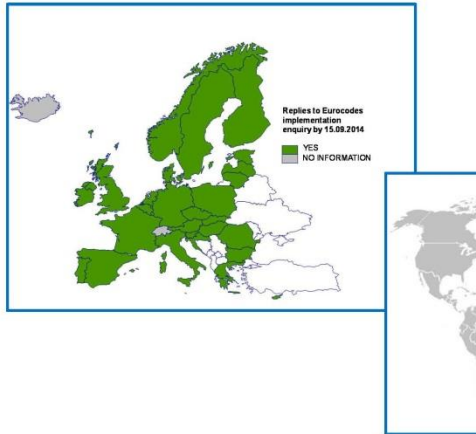 Replies to Eurocodes
implementation
enquiry by 15.09.2014
YES
NO INFORMATION